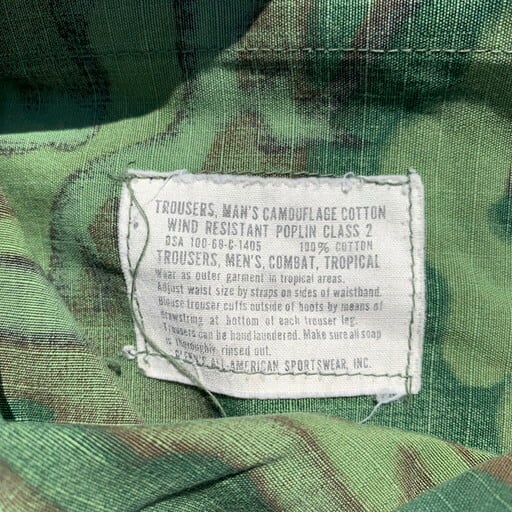 TROUSERS, MAN'S CAMOUFLAGE COTTON
WIND RESISTANT POPLIN CLASS 2
DSA 100-68-C-1405 100% COTTON
TROUSERS, MEN'S, COMBAT, TROPICAL
Wear as outer garment in tropical areas.
Adjust waist size by straps on sides of waistband.
Blouse trouser cuffs outside of boots by means of
drawstring at bottom of each trouser leg.
Trousers can be hand laundered. Make sure all soap
is thoroughly rinsed out.
ALL-AMERICAN SPORTSWEAR, INC.